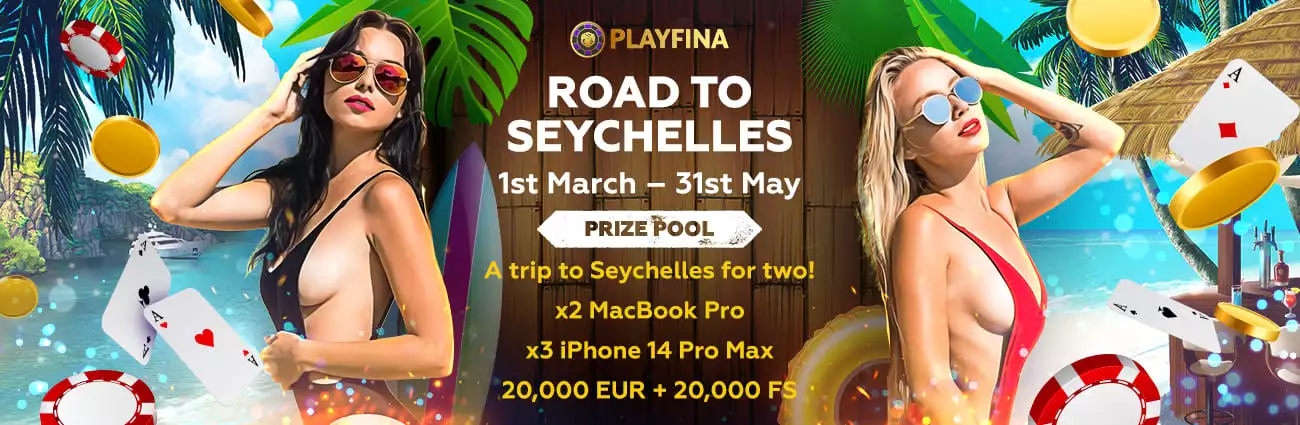 PLAYFINA
ROAD TO
SEYCHELLES
1st March – 31st May
PRIZE POOL
A trip to Seychelles for two!
x2 MacBook Pro
x3 iPhone 14 Pro Max
20,000 EUR + 20,000 FS
A
A
A
A
A
A